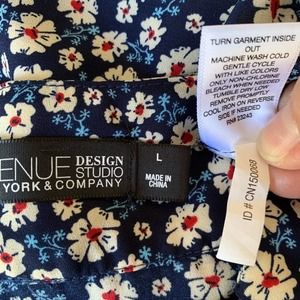 TURN GARMENT INSIDE
OUT
MACHINE WASH COLD
GENTLE CYCLE
WITH LIKE COLORS
ONLY NON-CHLORINE
BLEACH WHEN NEEDED
TUMBLE DRY LOW
REMOVE PROMPTLY
COOL IRON ON REVERSE
SIDE IF NEEDED
RN# 73243
ENUE DESIGN
STUDIO
YORK & COMPANY
L
MADE IN
CHINA
ID # CN150068